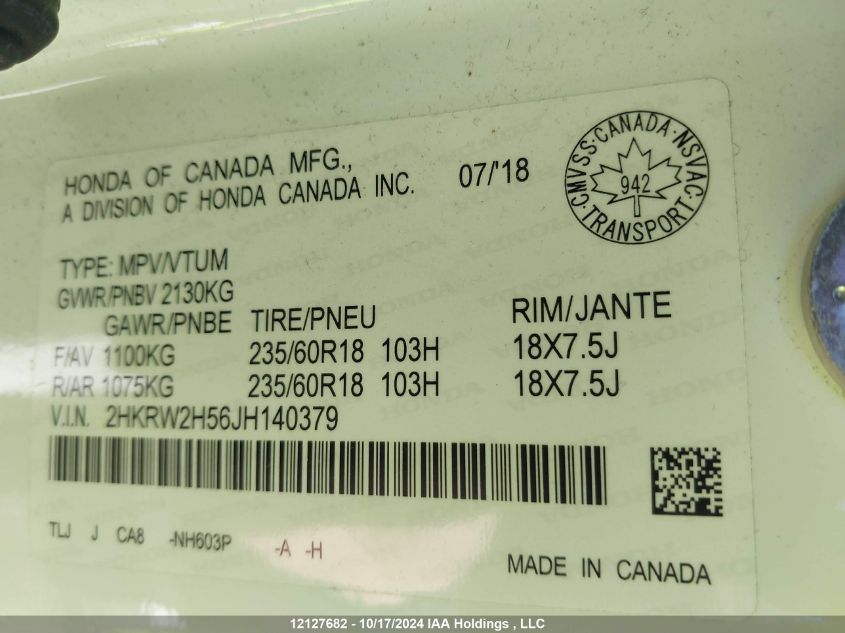 HONDA OF CANADA MFG.,
A DIVISION OF HONDA CANADA INC.
07/'18
CMVSS·CANADA·NSVAC·TRANSPORT·
942
TYPE: MPV/VTUM
GVWR/PNBV 2130KG
GAWR/PNBE TIRE/PNEU RIM/JANTE
F/AV 1100KG 235/60R18 103H 18X7.5J
R/AR 1075KG 235/60R18 103H 18X7.5J
V.I.N. 2HKRW2H56JH140379
TLJ J CA8 -NH603P -A -H
MADE IN CANADA
12127682 - 10/17/2024 IAA Holdings , LLC